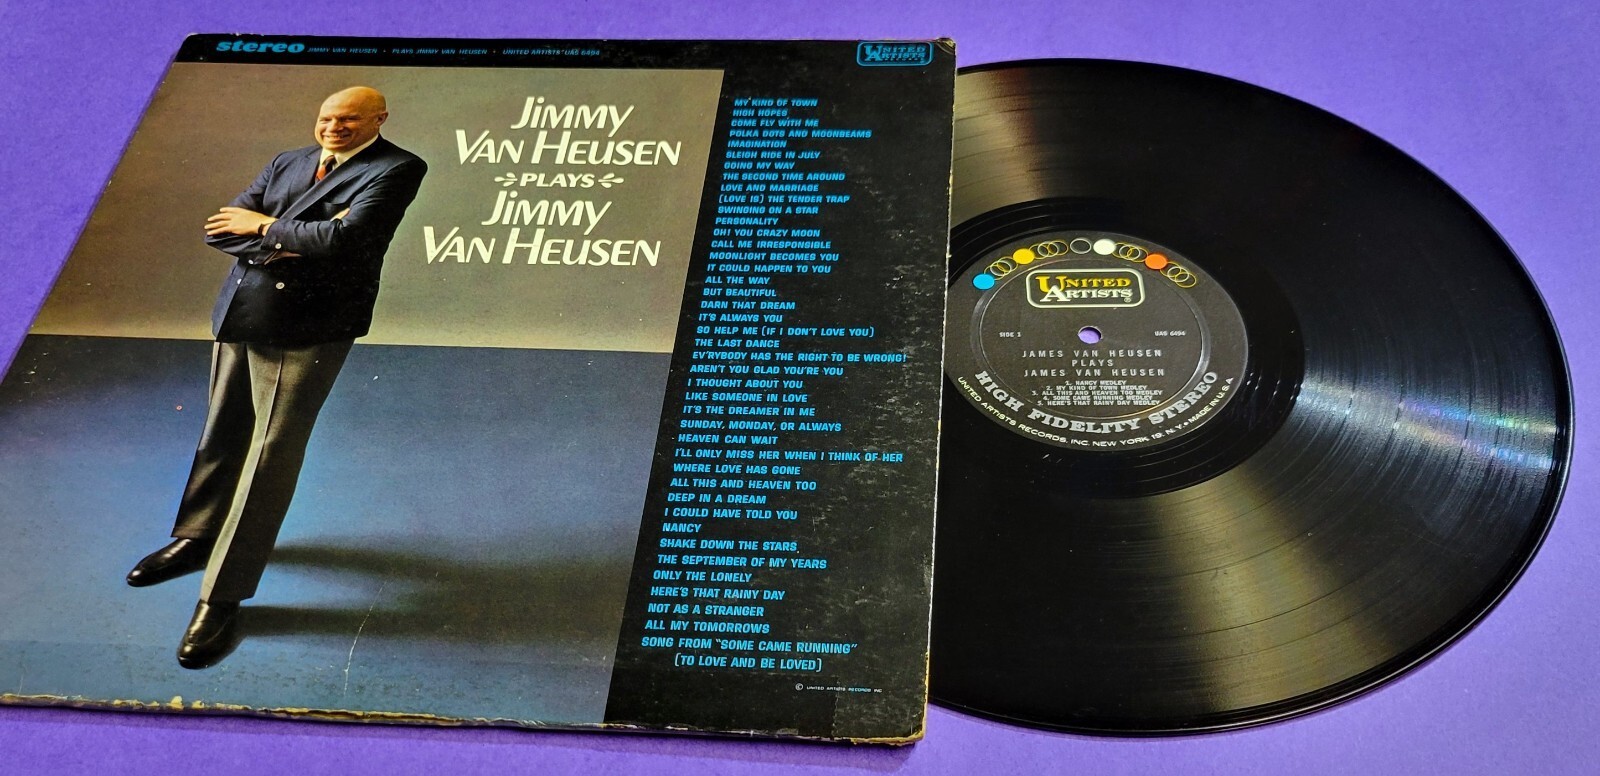 stereo JIMMY VAN HEUSEN • PLAYS JIMMY VAN HEUSEN • UNITED ARTISTS UAS 6494
UNITED
ARTISTS
JIMMY
VAN HEUSEN
PLAYS
JIMMY
VAN HEUSEN
MY KIND OF TOWN
HIGH HOPES
COME FLY WITH ME
POLKA DOTS AND MOONBEAMS
IMAGINATION
SLEIGH RIDE IN JULY
GOING MY WAY
THE SECOND TIME AROUND
LOVE AND MARRIAGE
(LOVE IS) THE TENDER TRAP
SWINGING ON A STAR
PERSONALITY
OH! YOU CRAZY MOON
CALL ME IRRESPONSIBLE
MOONLIGHT BECOMES YOU
IT COULD HAPPEN TO YOU
ALL THE WAY
BUT BEAUTIFUL
DARN THAT DREAM
IT'S ALWAYS YOU
SO HELP ME (IF I DON'T LOVE YOU)
THE LAST DANCE
EV'RYBODY HAS THE RIGHT TO BE WRONG!
AREN'T YOU GLAD YOU'RE YOU
I THOUGHT ABOUT YOU
LIKE SOMEONE IN LOVE
IT'S THE DREAMER IN ME
SUNDAY, MONDAY, OR ALWAYS
HEAVEN CAN WAIT
I'LL ONLY MISS HER WHEN I THINK OF HER
WHERE LOVE HAS GONE
ALL THIS AND HEAVEN TOO
DEEP IN A DREAM
I COULD HAVE TOLD YOU
NANCY
SHAKE DOWN THE STARS
THE SEPTEMBER OF MY YEARS
ONLY THE LONELY
HERE'S THAT RAINY DAY
NOT AS A STRANGER
ALL MY TOMORROWS
SONG FROM "SOME CAME RUNNING"
(TO LOVE AND BE LOVED)
© UNITED ARTISTS RECORDS INC
UNITED
ARTISTS®
SIDE 1
UAS 6494
JAMES VAN HEUSEN
PLAYS
JAMES VAN HEUSEN
1. NANCY MEDLEY
2. MY KIND OF TOWN MEDLEY
3. ALL THIS AND HEAVEN TOO MEDLEY
4. SOME CAME RUNNING MEDLEY
5. HERE'S THAT RAINY DAY MEDLEY
HIGH FIDELITY STEREO
UNITED ARTISTS RECORDS, INC. NEW YORK 19, N.Y. • MADE IN U.S.A.